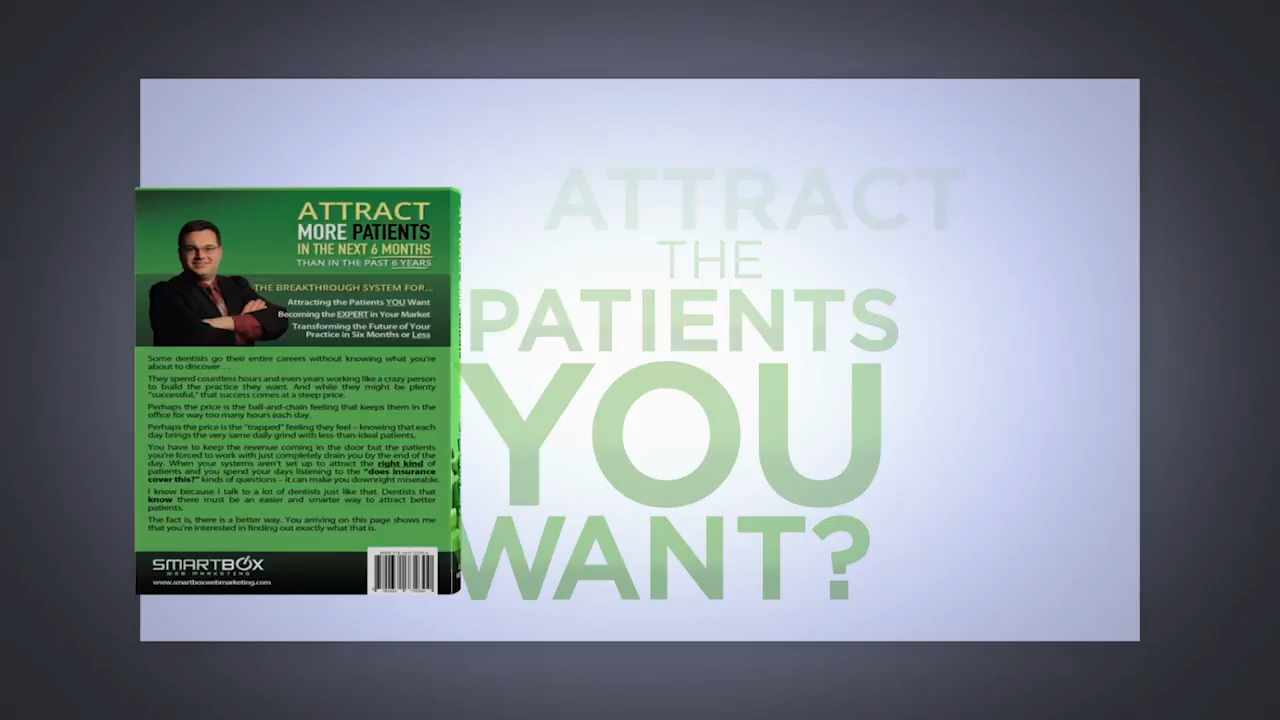 ATTRACT
MORE PATIENTS
IN THE NEXT 6 MONTHS
THAN IN THE PAST 6 YEARS
THE BREAKTHROUGH SYSTEM FOR...
Attracting the Patients YOU Want
Becoming the EXPERT in Your Market
Transforming the Future of Your
Practice in Six Months or Less
Some dentists go their entire careers without knowing what you're
about to discover....
They spend countless hours and even years working like a crazy person
to build the practice they want. And while they might be plenty
"successful," that success comes at a steep price.
Perhaps the price is the ball-and-chain feeling that keeps them in the
office for way too many hours each day.
Perhaps the price is the "trapped" feeling they feel – knowing that each
day brings the very same daily grind with less-than-ideal patients.
You have to keep the revenue coming in the door but the patients
you're forced to work with just completely drain you by the end of the
day. When your systems aren't set up to attract the right kind of
patients and you spend your days listening to the "does insurance
cover this?" kinds of questions – it can make you downright miserable.
I know because I talk to a lot of dentists just like that. Dentists that
know there must be an easier and smarter way to attract better
patients.
The fact is, there is a better way. You arriving on this page shows me
that you're interested in finding out exactly what that is.
SMARTBOX
WEB MARKETING
www.smartboxwebmarketing.com
ATTRACT
THE
PATIENTS
YOU
WANT?